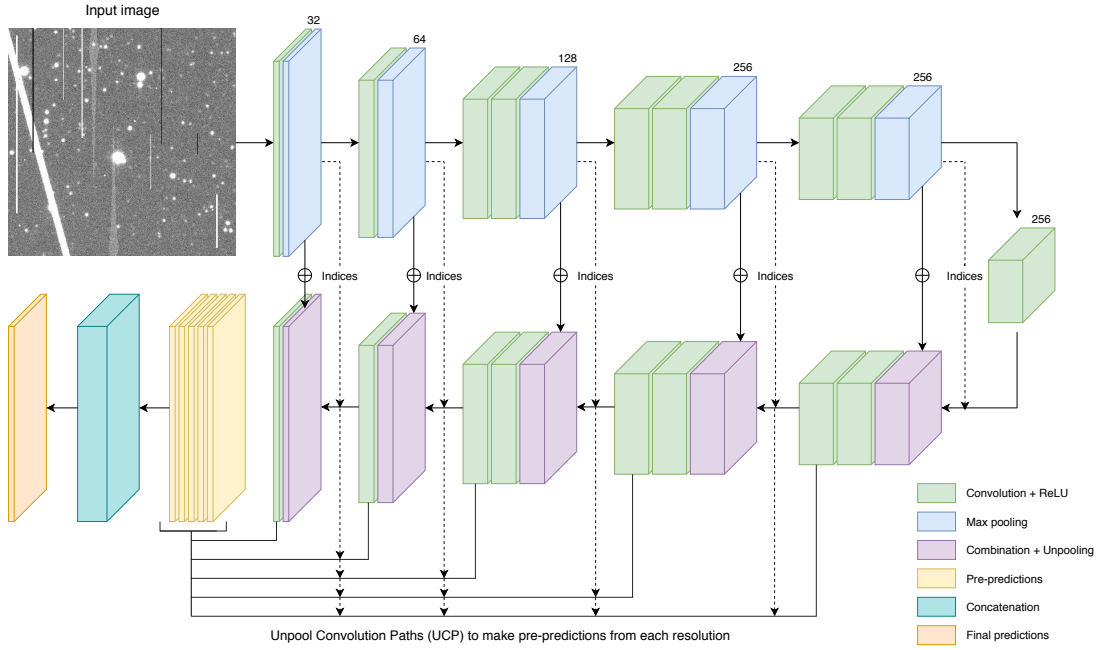 Input image
32
64
128
256
256
256
Indices
Indices
Indices
Indices
Indices
Convolution + ReLU
Max pooling
Combination + Unpooling
Pre-predictions
Concatenation
Final predictions
Unpool Convolution Paths (UCP) to make pre-predictions from each resolution